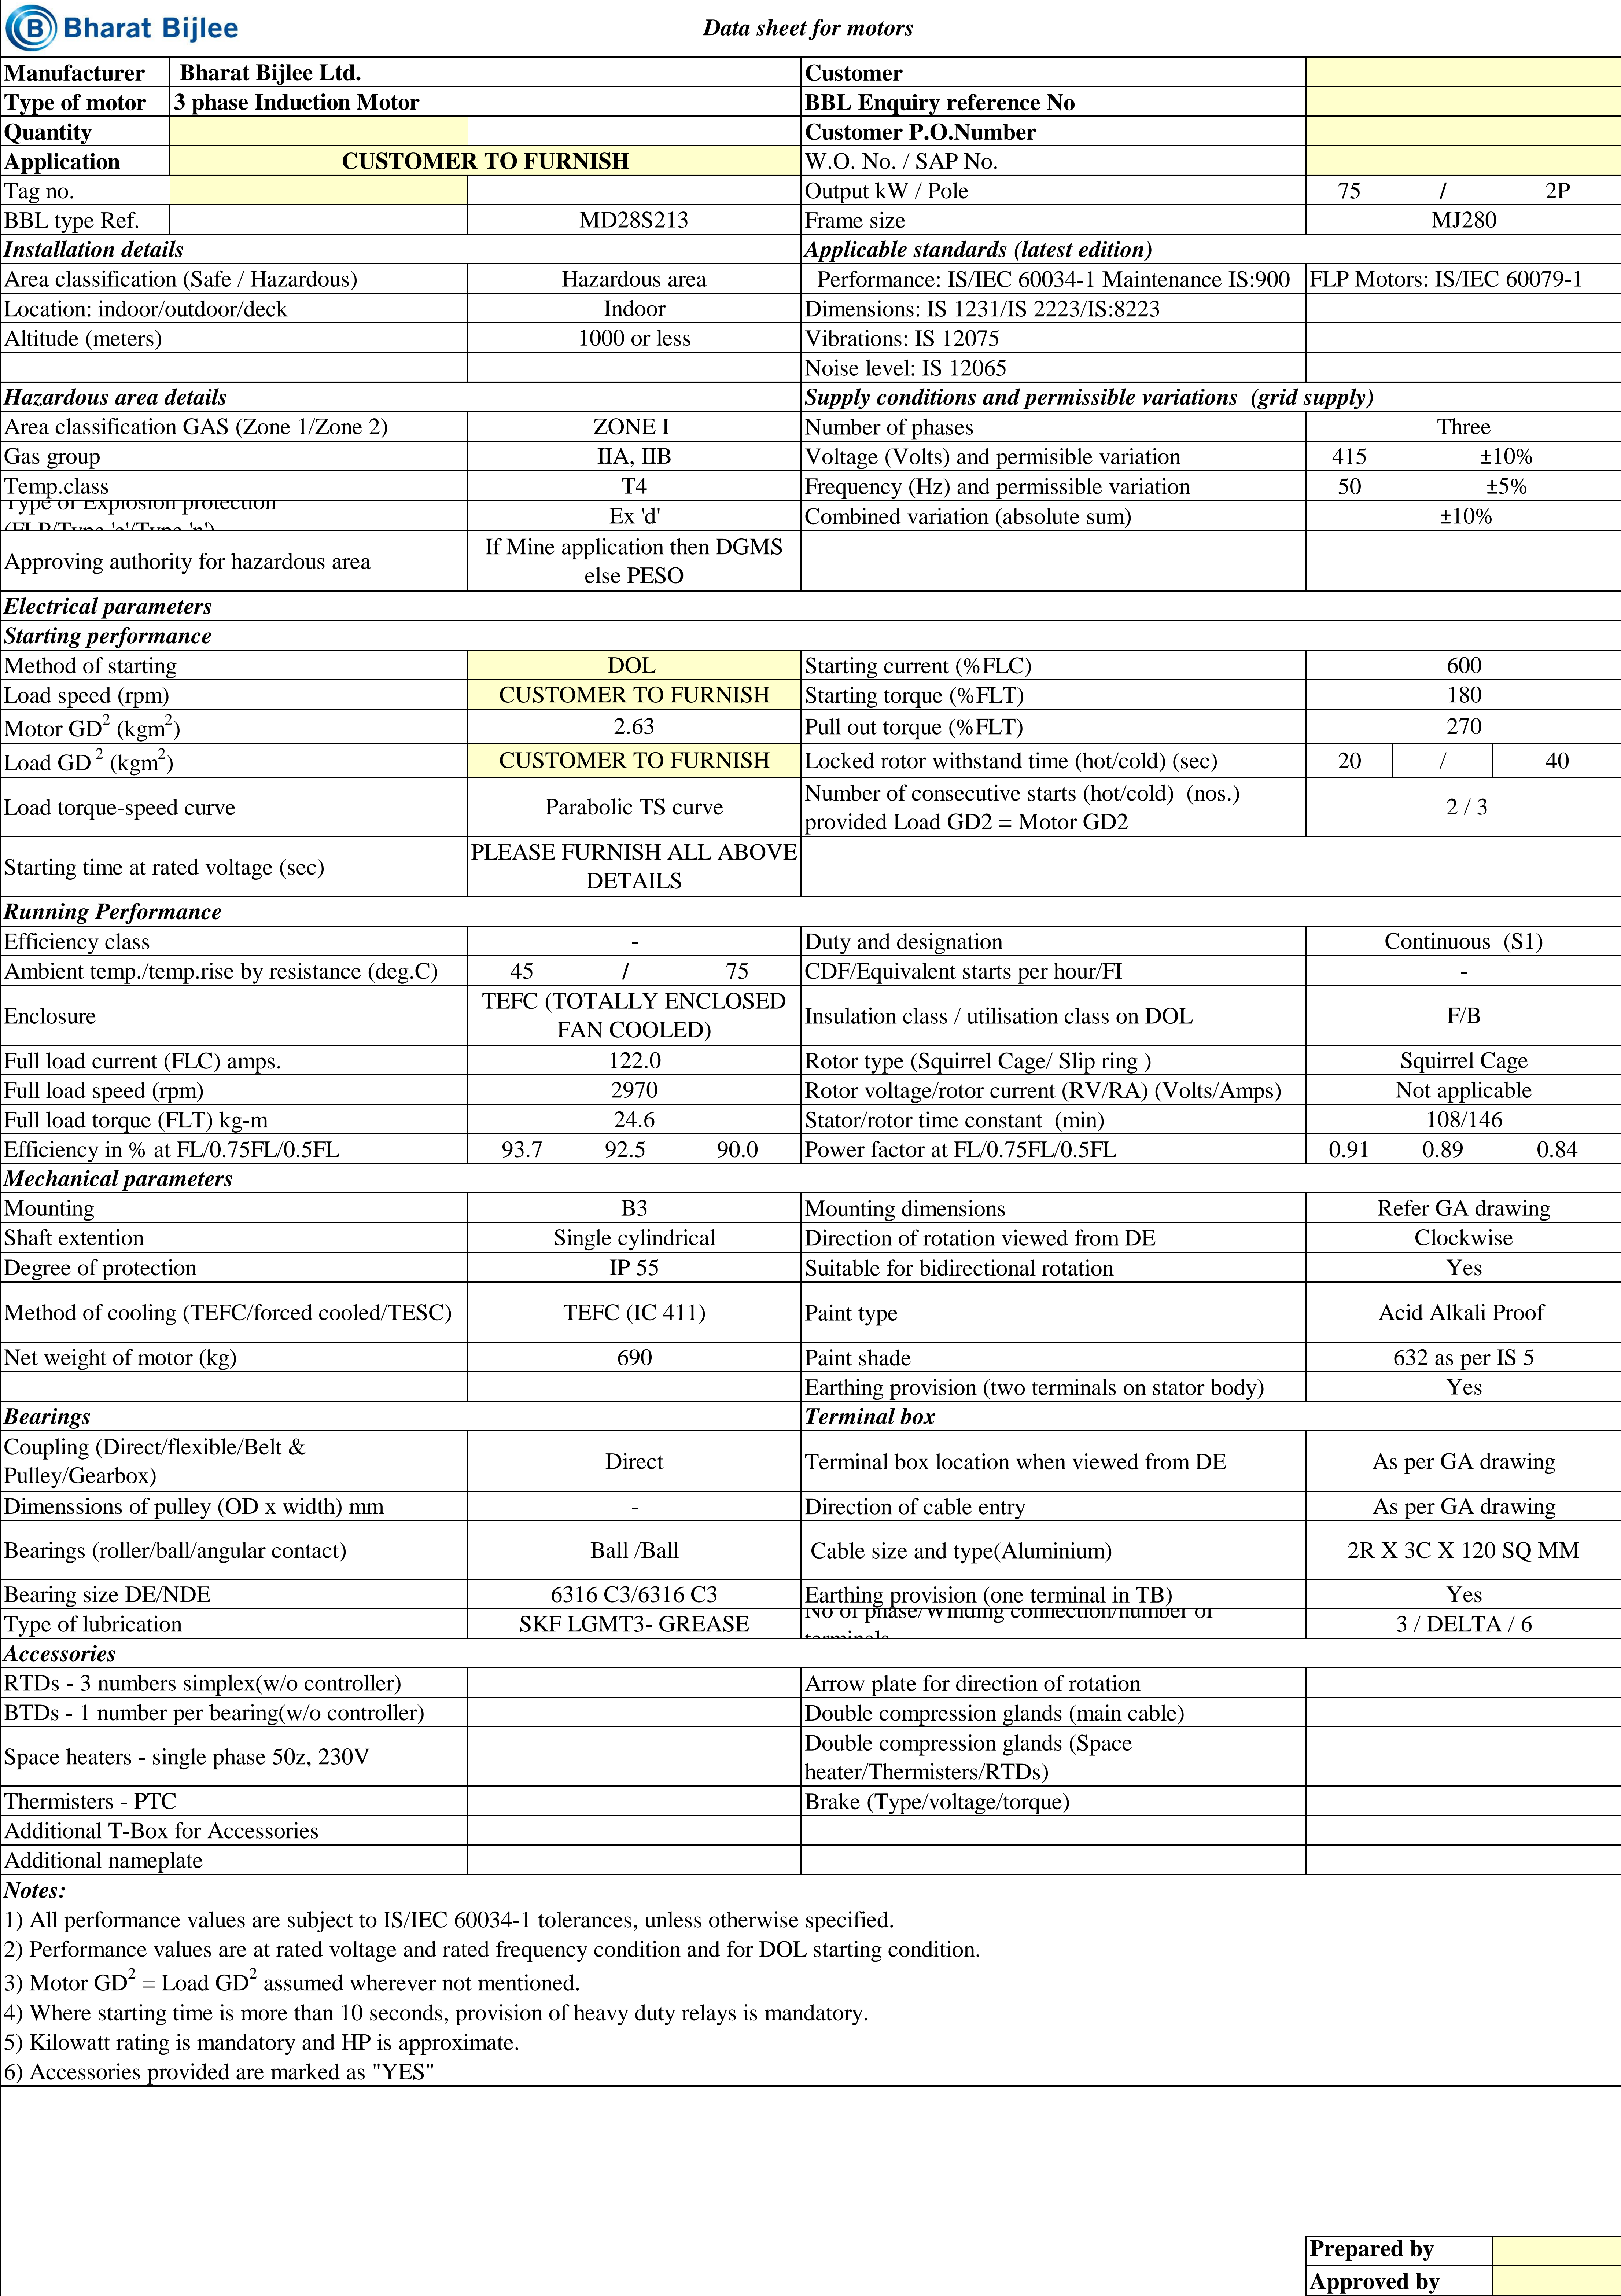 Bharat Bijlee
Data sheet for motors
Manufacturer Bharat Bijlee Ltd. Customer
Type of motor 3 phase Induction Motor BBL Enquiry reference No
Quantity Customer P.O.Number
Application CUSTOMER TO FURNISH W.O. No. / SAP No.
Tag no. Output kW / Pole 75 / 2P
BBL type Ref. MD28S213 Frame size MJ280
Installation details Applicable standards (latest edition)
Area classification (Safe / Hazardous) Hazardous area Performance: IS/IEC 60034-1 Maintenance IS:900 FLP Motors: IS/IEC 60079-1
Location: indoor/outdoor/deck Indoor Dimensions: IS 1231/IS 2223/IS:8223
Altitude (meters) 1000 or less Vibrations: IS 12075
Noise level: IS 12065
Hazardous area details Supply conditions and permissible variations (grid supply)
Area classification GAS (Zone 1/Zone 2) ZONE I Number of phases Three
Gas group IIA, IIB Voltage (Volts) and permisible variation 415 ±10%
Temp.class T4 Frequency (Hz) and permissible variation 50 ±5%
Type of Explosion protection
(FLP/Type 'e'/Type 'n') Ex 'd' Combined variation (absolute sum) ±10%
Approving authority for hazardous area If Mine application then DGMS
else PESO
Electrical parameters
Starting performance
Method of starting DOL Starting current (%FLC) 600
Load speed (rpm) CUSTOMER TO FURNISH Starting torque (%FLT) 180
Motor GD2 (kgm2) 2.63 Pull out torque (%FLT) 270
Load GD 2 (kgm2) CUSTOMER TO FURNISH Locked rotor withstand time (hot/cold) (sec) 20 / 40
Load torque-speed curve Parabolic TS curve Number of consecutive starts (hot/cold) (nos.)
provided Load GD2 = Motor GD2 2 / 3
Starting time at rated voltage (sec) PLEASE FURNISH ALL ABOVE
DETAILS
Running Performance
Efficiency class - Duty and designation Continuous (S1)
Ambient temp./temp.rise by resistance (deg.C) 45 / 75 CDF/Equivalent starts per hour/FI -
Enclosure TEFC (TOTALLY ENCLOSED
FAN COOLED) Insulation class / utilisation class on DOL F/B
Full load current (FLC) amps. 122.0 Rotor type (Squirrel Cage/ Slip ring ) Squirrel Cage
Full load speed (rpm) 2970 Rotor voltage/rotor current (RV/RA) (Volts/Amps) Not applicable
Full load torque (FLT) kg-m 24.6 Stator/rotor time constant (min) 108/146
Efficiency in % at FL/0.75FL/0.5FL 93.7 92.5 90.0 Power factor at FL/0.75FL/0.5FL 0.91 0.89 0.84
Mechanical parameters
Mounting B3 Mounting dimensions Refer GA drawing
Shaft extention Single cylindrical Direction of rotation viewed from DE Clockwise
Degree of protection IP 55 Suitable for bidirectional rotation Yes
Method of cooling (TEFC/forced cooled/TESC) TEFC (IC 411) Paint type Acid Alkali Proof
Net weight of motor (kg) 690 Paint shade 632 as per IS 5
Earthing provision (two terminals on stator body) Yes
Bearings Terminal box
Coupling (Direct/flexible/Belt &
Pulley/Gearbox) Direct Terminal box location when viewed from DE As per GA drawing
Dimenssions of pulley (OD x width) mm - Direction of cable entry As per GA drawing
Bearings (roller/ball/angular contact) Ball /Ball Cable size and type(Aluminium) 2R X 3C X 120 SQ MM
Bearing size DE/NDE 6316 C3/6316 C3 Earthing provision (one terminal in TB) Yes
Type of lubrication SKF LGMT3- GREASE No of phase/Winding connection/number of
terminals 3 / DELTA / 6
Accessories
RTDs - 3 numbers simplex(w/o controller) Arrow plate for direction of rotation
BTDs - 1 number per bearing(w/o controller) Double compression glands (main cable)
Space heaters - single phase 50z, 230V Double compression glands (Space
heater/Thermisters/RTDs)
Thermisters - PTC Brake (Type/voltage/torque)
Additional T-Box for Accessories
Additional nameplate
Notes:
1) All performance values are subject to IS/IEC 60034-1 tolerances, unless otherwise specified.
2) Performance values are at rated voltage and rated frequency condition and for DOL starting condition.
3) Motor GD2 = Load GD2 assumed wherever not mentioned.
4) Where starting time is more than 10 seconds, provision of heavy duty relays is mandatory.
5) Kilowatt rating is mandatory and HP is approximate.
6) Accessories provided are marked as "YES"
Prepared by
Approved by